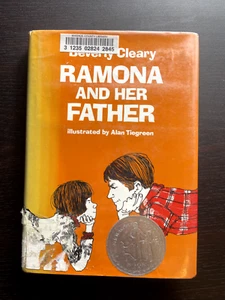 3 1235 02824 2845
Beverly Cleary
RAMONA
AND HER
FATHER
illustrated by Alan Tiegreen